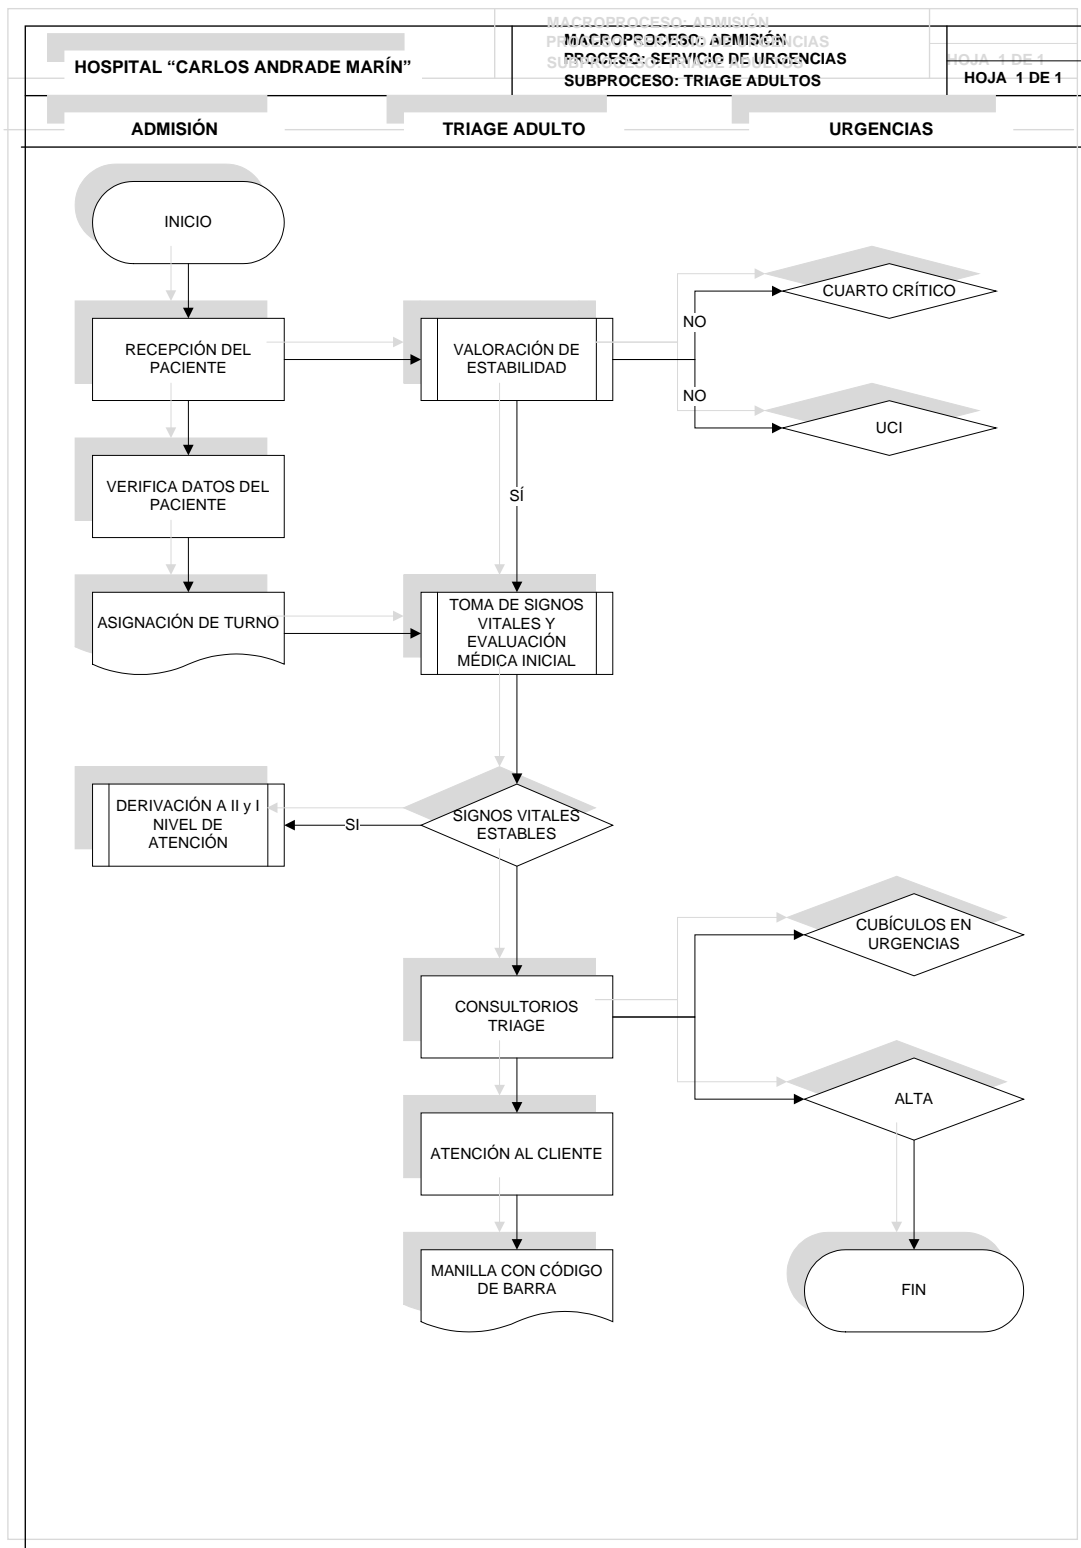 HOSPITAL “CARLOS ANDRADE MARÍN”
MACROPROCESO: ADMISIÓN
PROCESO: SERVICIO DE URGENCIAS
SUBPROCESO: TRIAGE ADULTOS
HOJA 1 DE 1
ADMISIÓN
TRIAGE ADULTO
URGENCIAS
INICIO
CUARTO CRÍTICO
NO
RECEPCIÓN DEL
PACIENTE
VALORACIÓN DE
ESTABILIDAD
NO
UCI
VERIFICA DATOS DEL
PACIENTE
SÍ
ASIGNACIÓN DE TURNO
TOMA DE SIGNOS
VITALES Y
EVALUACIÓN
MÉDICA INICIAL
DERIVACIÓN A II y I
NIVEL DE
ATENCIÓN
SI
SIGNOS VITALES
ESTABLES
CUBÍCULOS EN
URGENCIAS
CONSULTORIOS
TRIAGE
ALTA
ATENCIÓN AL CLIENTE
MANILLA CON CÓDIGO
DE BARRA
FIN